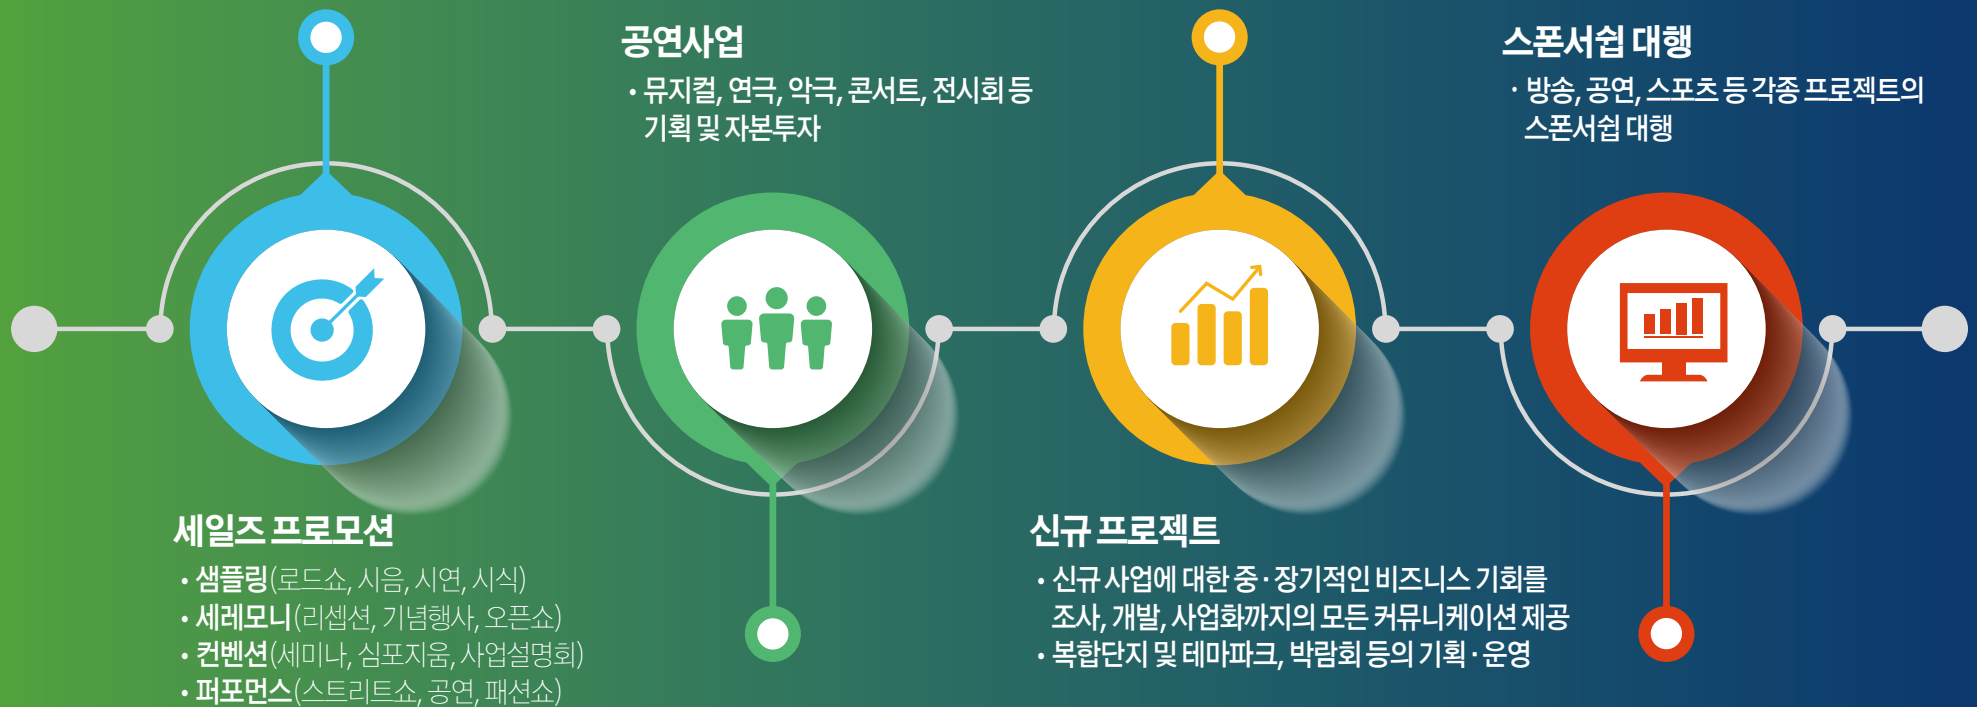 공연사업
• 뮤지컬, 연극, 악극, 콘서트, 전시회 등
기획 및 자본투자
스폰서쉽 대행
· 방송, 공연, 스포츠 등 각종 프로젝트의
스폰서쉽 대행
세일즈 프로모션
• 샘플링(로드쇼, 시음, 시연, 시식)
• 세레모니(리셉션, 기념행사, 오픈쇼)
• 컨벤션(세미나, 심포지움, 사업설명회)
• 퍼포먼스(스트리트쇼, 공연, 패션쇼)
신규 프로젝트
• 신규 사업에 대한 중·장기적인 비즈니스 기회를
조사, 개발, 사업화까지의 모든 커뮤니케이션 제공
• 복합단지 및 테마파크, 박람회 등의 기획·운영